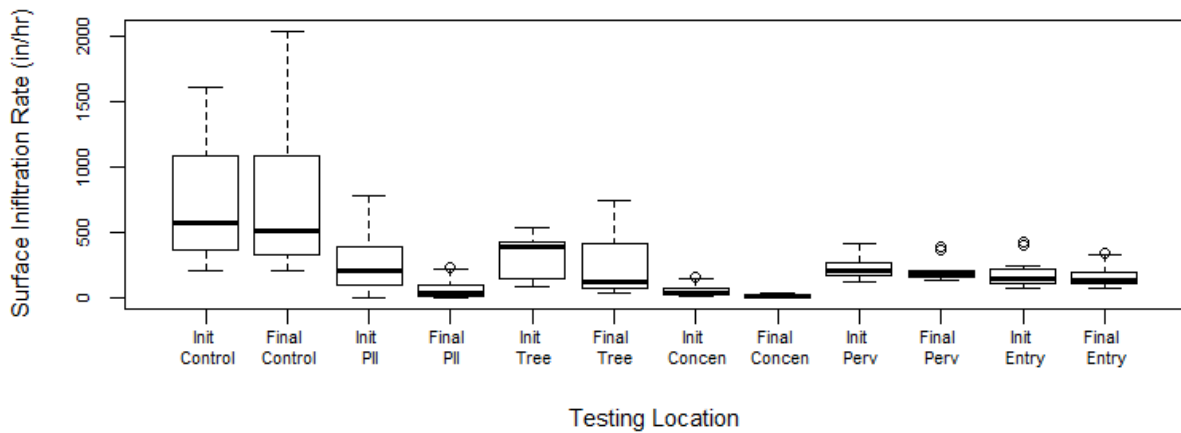 Surface Inifltration Rate (in/hr)
2000
1500
1000
500
0
Init Control
Final Control
Init Pll
Final Pll
Init Tree
Final Tree
Init Concen
Final Concen
Init Perv
Final Perv
Init Entry
Final Entry
Testing Location